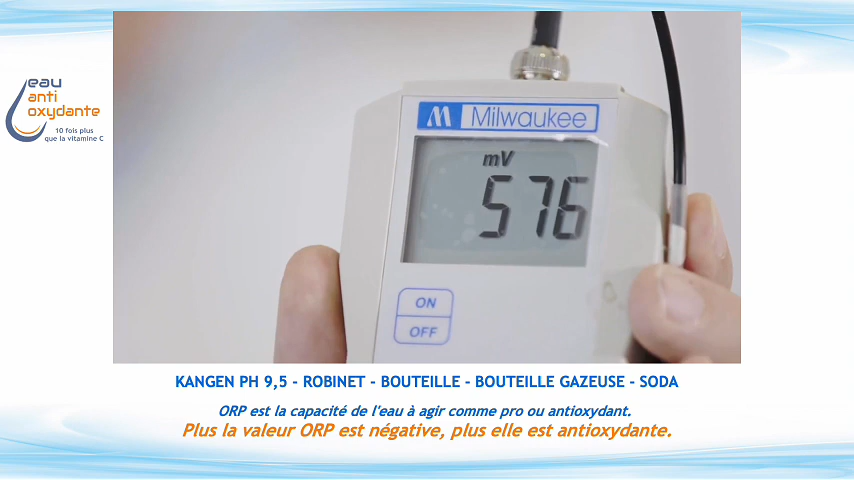 eau
anti
oxydante
10 fois plus
que la vitamine C
Milwaukee
mV
576
ON
OFF
KANGEN PH 9,5 - ROBINET - BOUTEILLE - BOUTEILLE GAZEUSE - SODA
ORP est la capacité de l'eau à agir comme pro ou antioxydant.
Plus la valeur ORP est négative, plus elle est antioxydante.